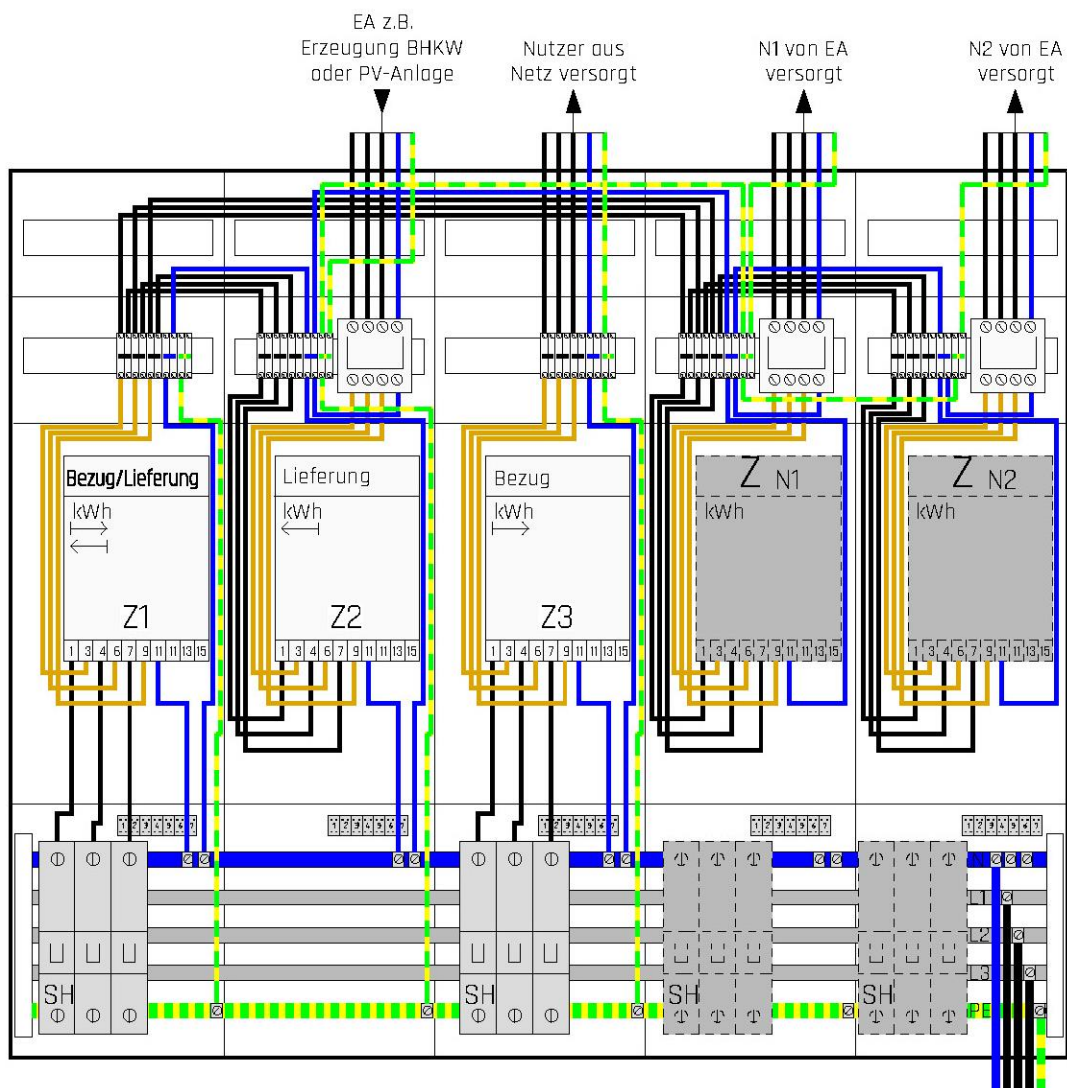 EA z.B.
Erzeugung BHKW
oder PV-Anlage
Nutzer aus
Netz versorgt
N1 von EA
versorgt
N2 von EA
versorgt
Bezug/Lieferung
kWh
Z1
1 3 4 6 7 9 11 11 13 15
Lieferung
kWh
Z2
1 3 4 6 7 9 11 11 13 15
Bezug
kWh
Z3
1 3 4 6 7 9 11 11 13 15
Z N1
kWh
1 3 4 6 7 9 11 11 13 15
Z N2
kWh
1 3 4 6 7 9 11 11 13 15
N
L1
L2
L3
PE
SH
SH
SH
SH